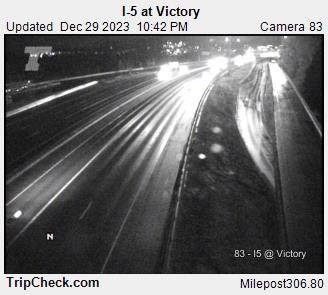 I-5 at Victory
Updated Dec 29 2023 10:42 PM Camera 83
T
N
83 - I5 @ Victory
TripCheck.com Milepost306.80